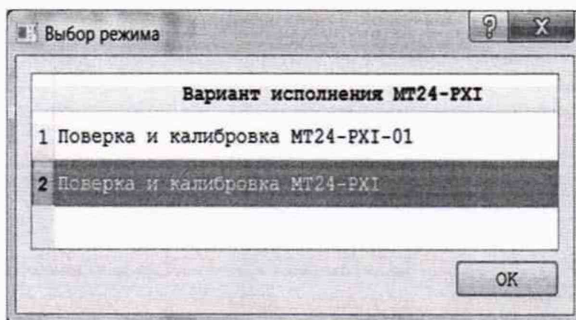 Выбор режима
? X
Вариант исполнения МТ24-PXI
1 Поверка и калибровка МТ24-PXI-01
2 Поверка и калибровка МТ24-PXI
OK